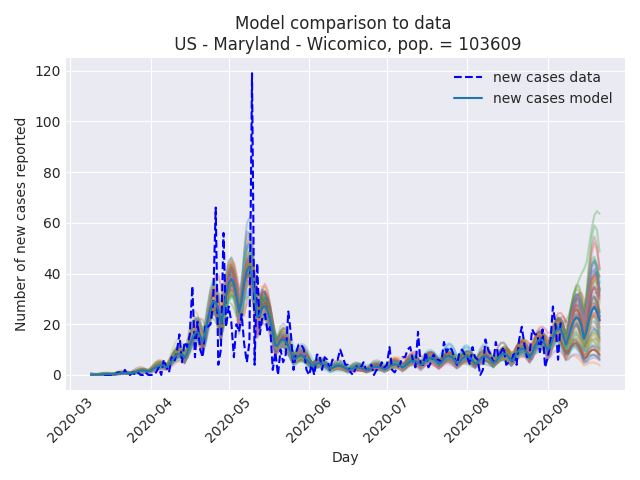 Model comparison to data
US - Maryland - Wicomico, pop. = 103609
new cases data
new cases model
Number of new cases reported
120
100
80
60
40
20
0
2020-03
2020-04
2020-05
2020-06
2020-07
2020-08
2020-09
Day